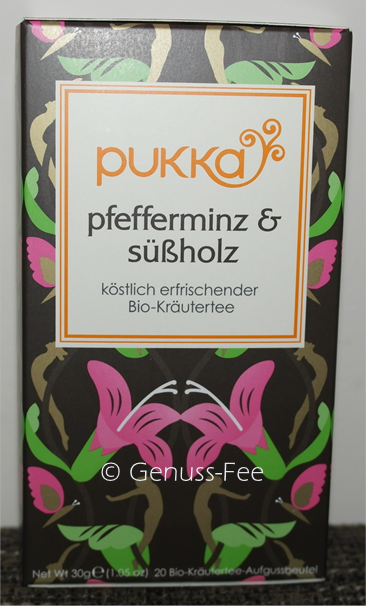 pukka
pfefferminz &
süßholz
köstlich erfrischender
Bio-Kräutertee
© Genuss-Fee
Net Wt 30g℮(1.05 oz) 20 Bio-Kräutertee-Aufgussbeutel